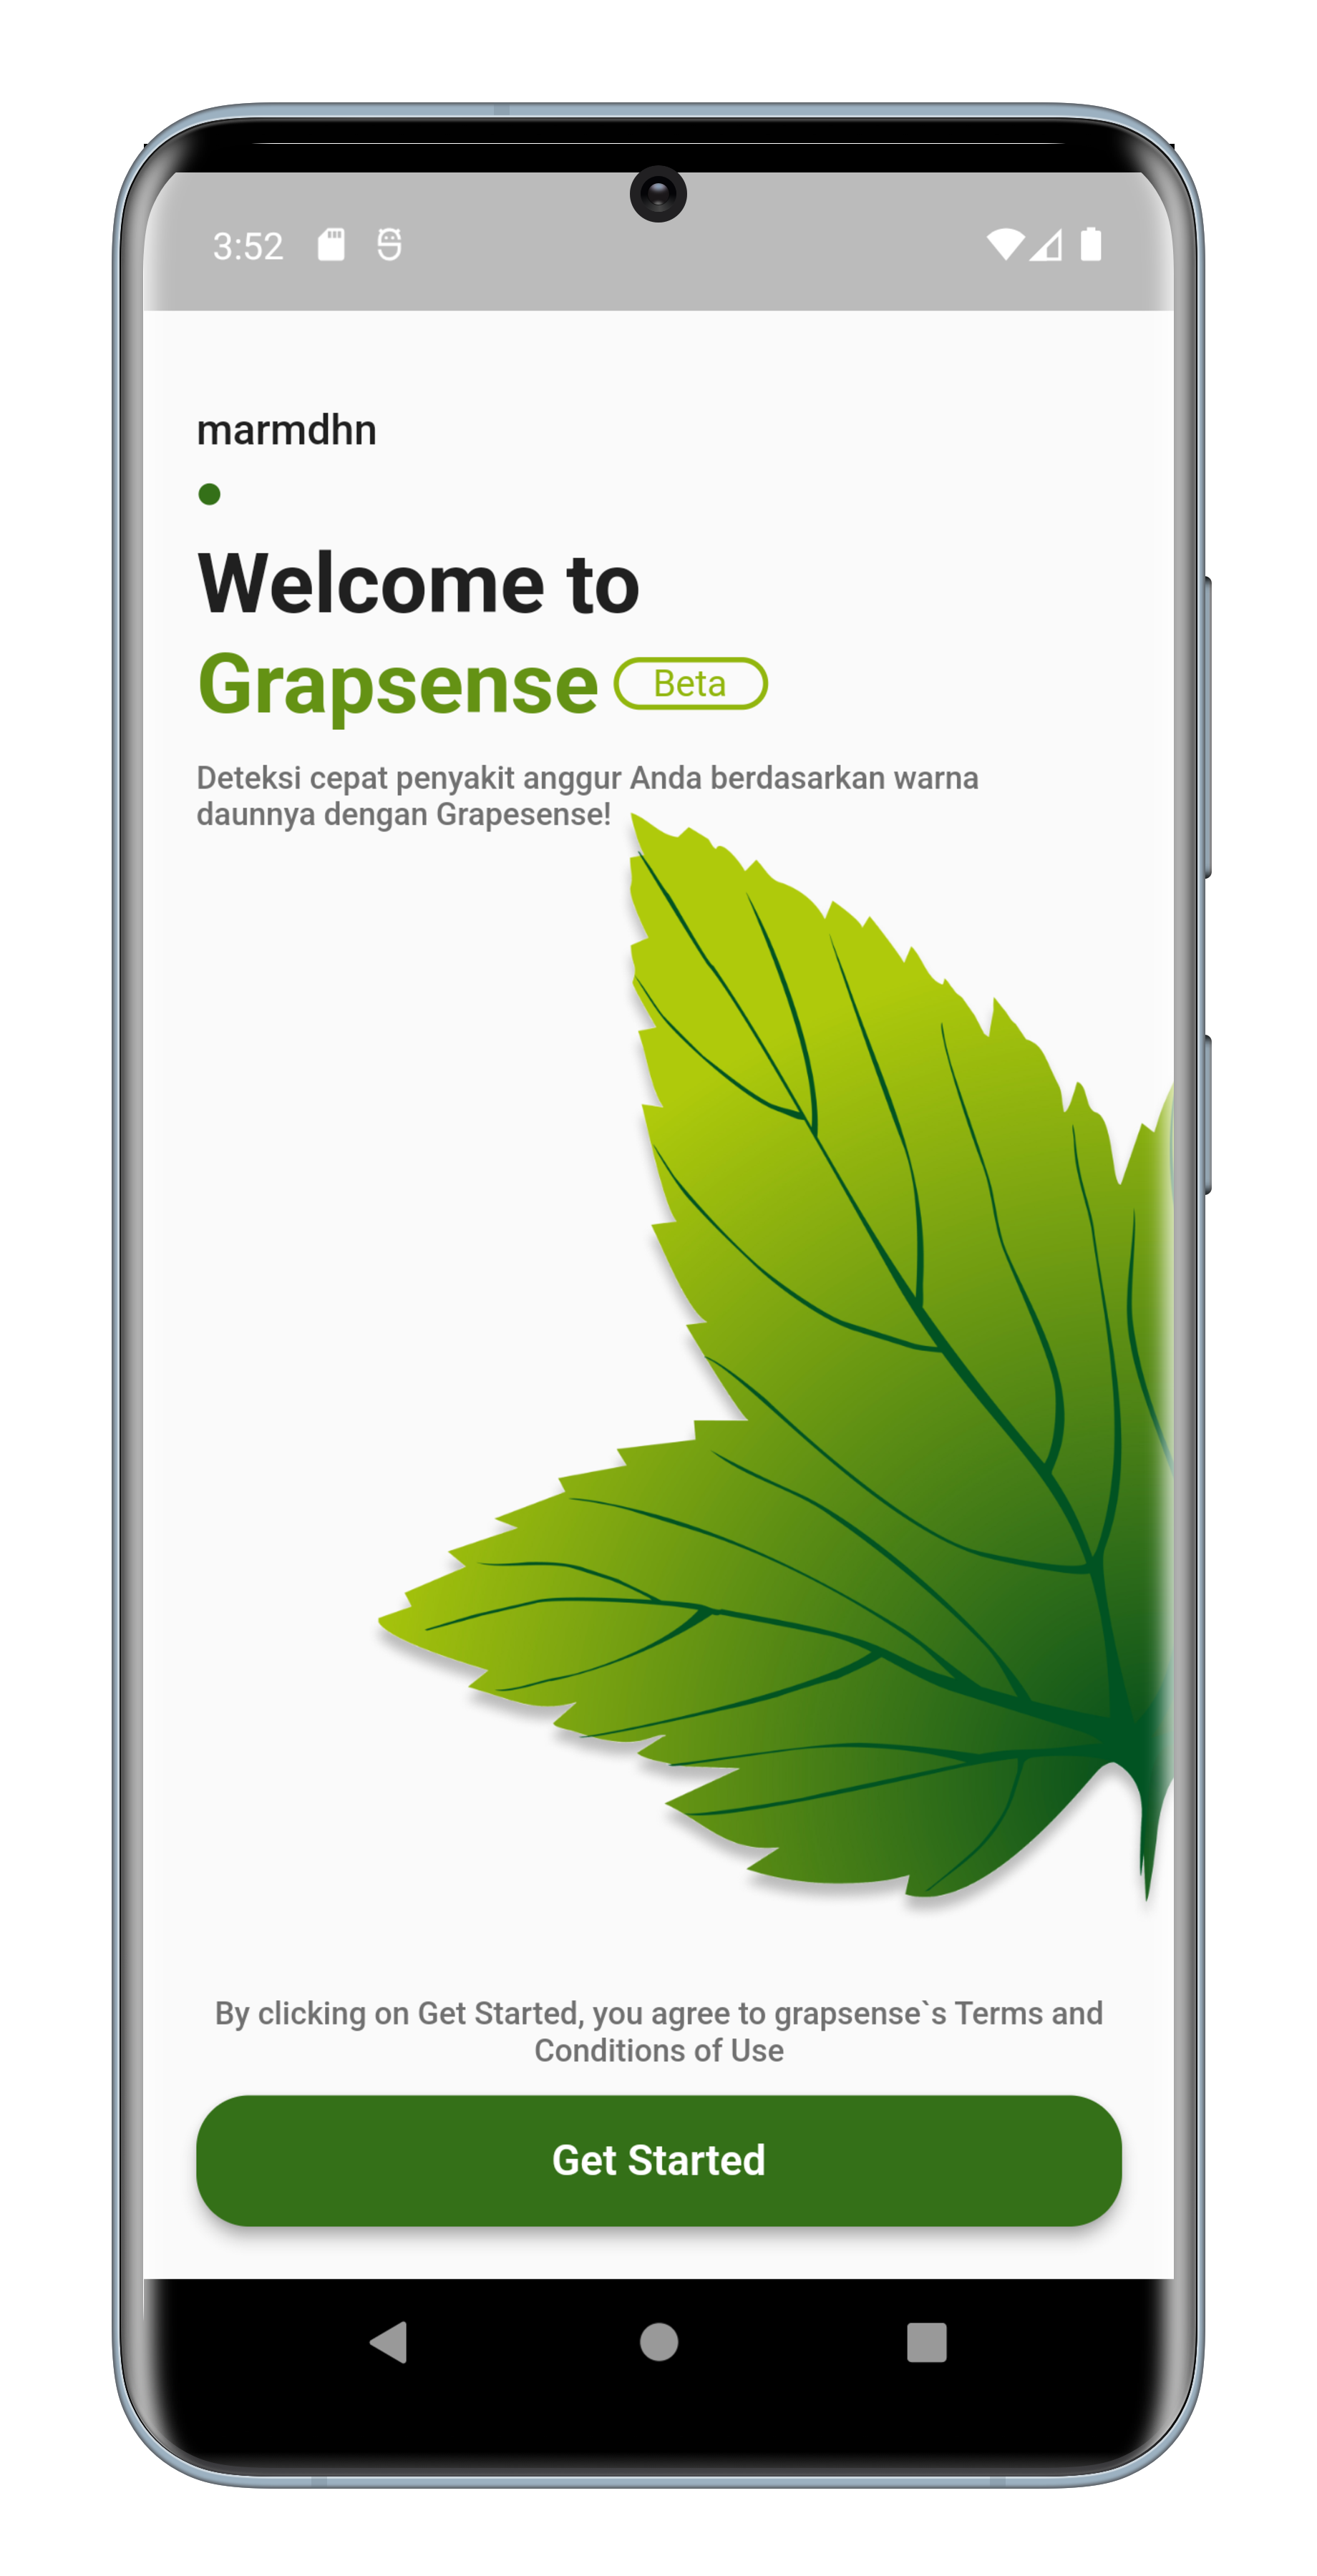 3:52
marmdhn
Welcome to
Grapsense Beta
Deteksi cepat penyakit anggur Anda berdasarkan warna
daunnya dengan Grapesense!
By clicking on Get Started, you agree to grapsense`s Terms and
Conditions of Use
Get Started